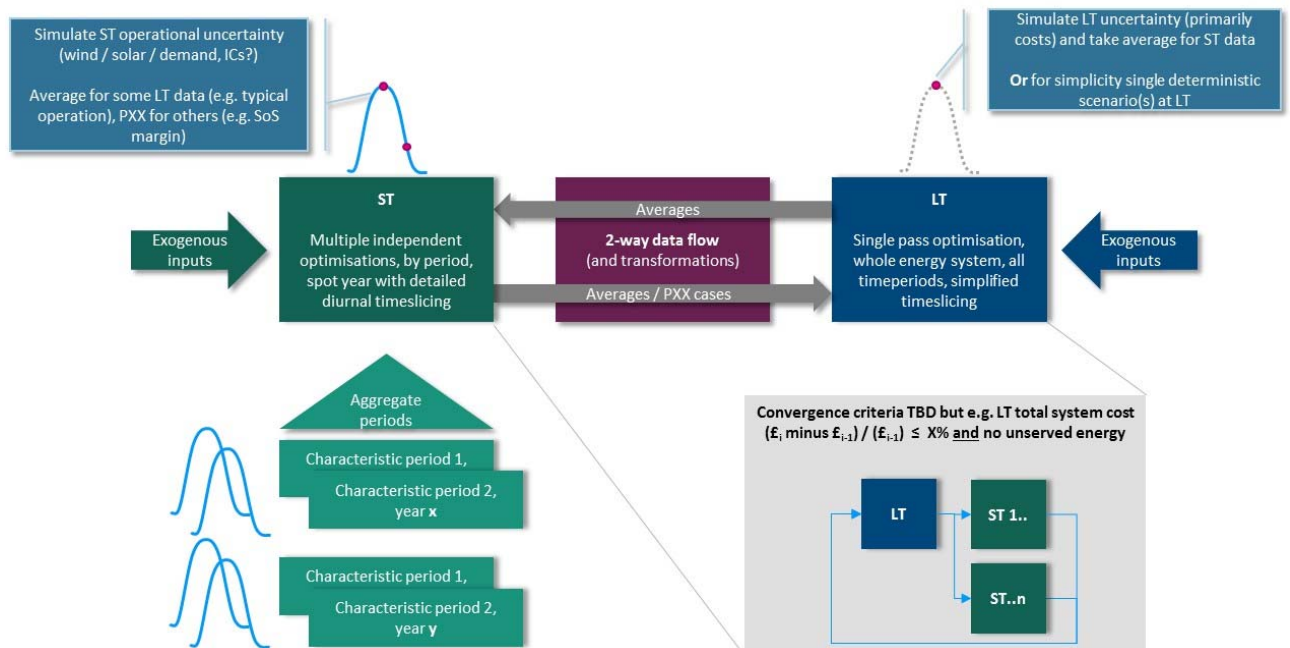 Simulate ST operational uncertainty
(wind / solar / demand, ICs?)
Average for some LT data (e.g. typical
operation), PXX for others (e.g. SoS
margin)
Simulate LT uncertainty (primarily
costs) and take average for ST data
Or for simplicity single deterministic
scenario(s) at LT
Exogenous
inputs
ST
Multiple independent
optimisations, by period,
spot year with detailed
diurnal timeslicing
Averages
2-way data flow
(and transformations)
Averages / PXX cases
LT
Single pass optimisation,
whole energy system, all
timeperiods, simplified
timeslicing
Exogenous
inputs
Aggregate
periods
Characteristic period 1,
Characteristic period 2,
year x
Characteristic period 1,
Characteristic period 2,
year y
Convergence criteria TBD but e.g. LT total system cost
(£i minus £i-1) / (£i-1) ≤ X% and no unserved energy
LT
ST 1..
ST..n